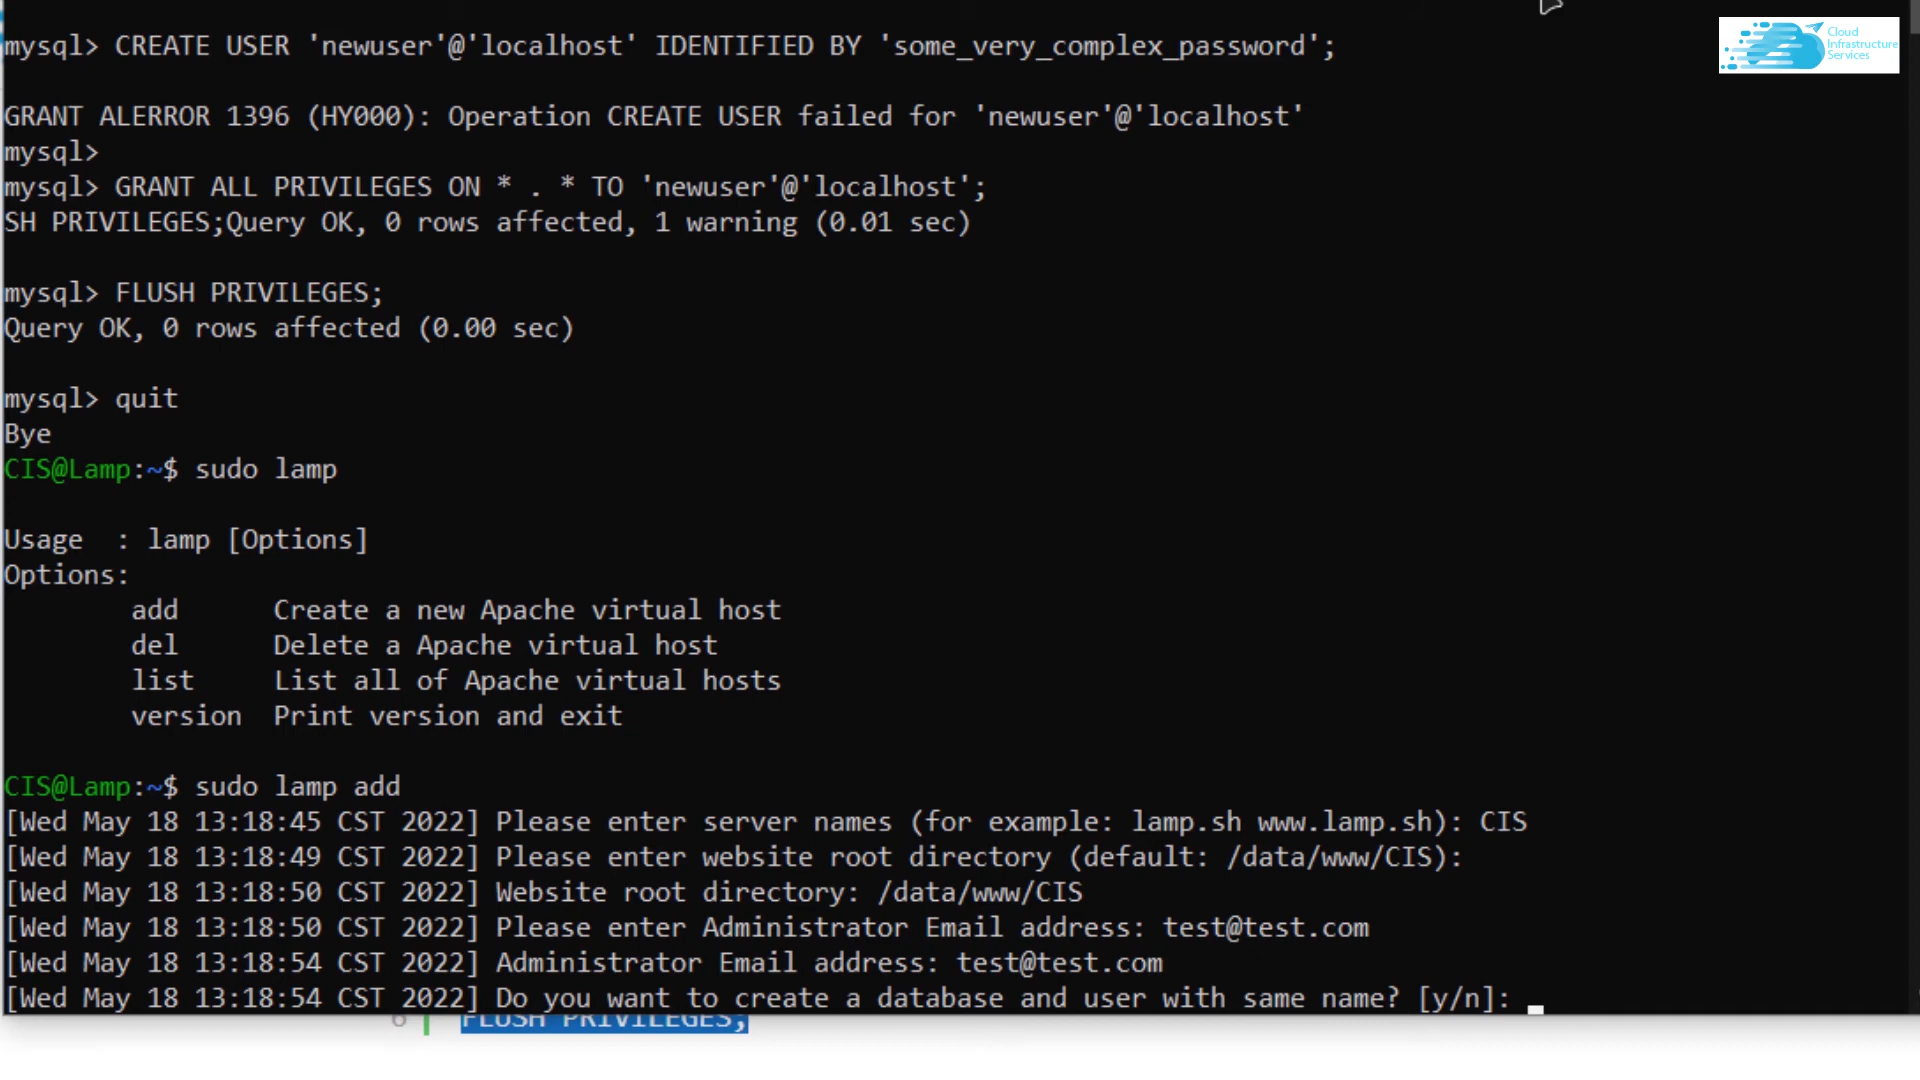 mysql> CREATE USER 'newuser'@'localhost' IDENTIFIED BY 'some_very_complex_password';
Cloud
Infrastructure
Services
GRANT ALERROR 1396 (HY000): Operation CREATE USER failed for 'newuser'@'localhost'
mysql>
mysql> GRANT ALL PRIVILEGES ON * . * TO 'newuser'@'localhost';
SH PRIVILEGES;Query OK, 0 rows affected, 1 warning (0.01 sec)
mysql> FLUSH PRIVILEGES;
Query OK, 0 rows affected (0.00 sec)
mysql> quit
Bye
CIS@Lamp:~$ sudo lamp
Usage  : lamp [Options]
Options:
add      Create a new Apache virtual host
del      Delete a Apache virtual host
list     List all of Apache virtual hosts
version  Print version and exit
CIS@Lamp:~$ sudo lamp add
[Wed May 18 13:18:45 CST 2022] Please enter server names (for example: lamp.sh www.lamp.sh): CIS
[Wed May 18 13:18:49 CST 2022] Please enter website root directory (default: /data/www/CIS):
[Wed May 18 13:18:50 CST 2022] Website root directory: /data/www/CIS
[Wed May 18 13:18:50 CST 2022] Please enter Administrator Email address: test@test.com
[Wed May 18 13:18:54 CST 2022] Administrator Email address: test@test.com
[Wed May 18 13:18:54 CST 2022] Do you want to create a database and user with same name? [y/n]:
6 FLUSH PRIVILEGES;